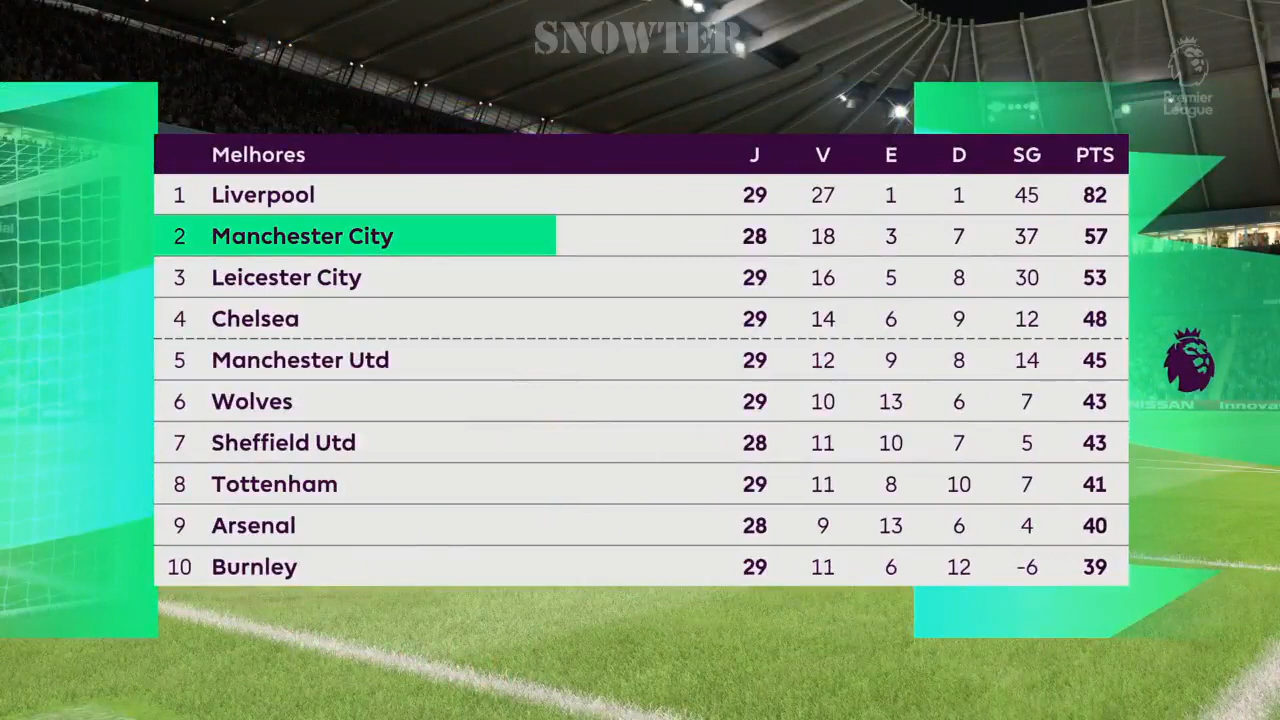 SNOWTER
Premier
League
Melhores J V E D SG PTS
1 Liverpool 29 27 1 1 45 82
2 Manchester City 28 18 3 7 37 57
3 Leicester City 29 16 5 8 30 53
4 Chelsea 29 14 6 9 12 48
5 Manchester Utd 29 12 9 8 14 45
6 Wolves 29 10 13 6 7 43
7 Sheffield Utd 28 11 10 7 5 43
8 Tottenham 29 11 8 10 7 41
9 Arsenal 28 9 13 6 4 40
10 Burnley 29 11 6 12 -6 39
NISSAN Innova